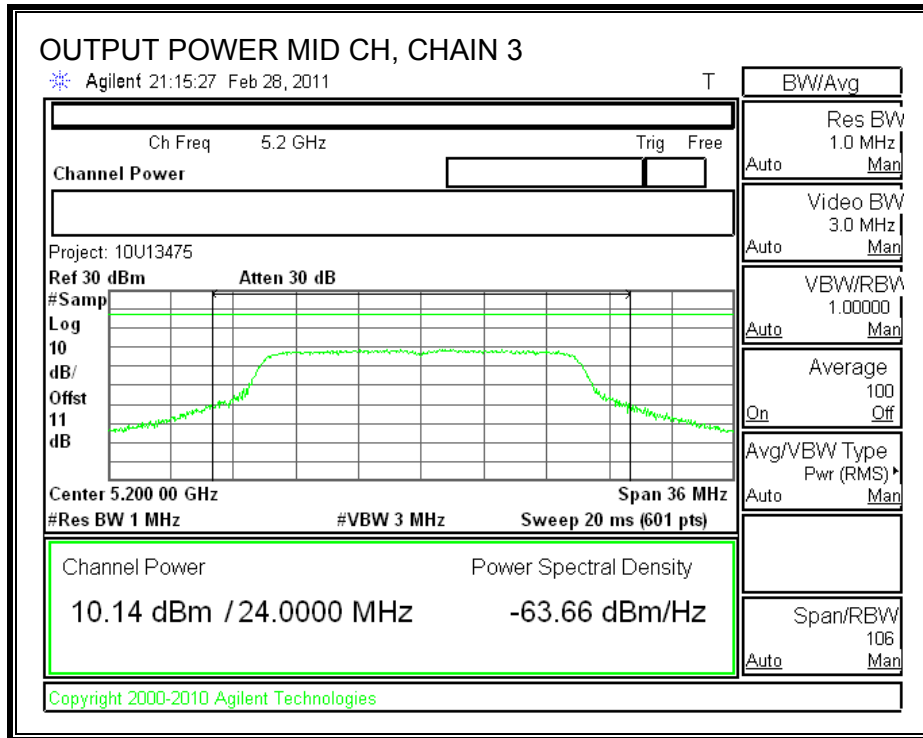 OUTPUT POWER MID CH, CHAIN 3
Agilent 21:15:27 Feb 28, 2011 T
BW/Avg
Ch Freq 5.2 GHz Trig Free
Channel Power
Project: 10U13475
Ref 30 dBm Atten 30 dB
#Samp
Log
10
dB/
Offst
11
dB
Center 5.200 00 GHz Span 36 MHz
#Res BW 1 MHz #VBW 3 MHz Sweep 20 ms (601 pts)
Channel Power Power Spectral Density
10.14 dBm / 24.0000 MHz -63.66 dBm/Hz
Res BW
1.0 MHz
Auto Man
Video BW
3.0 MHz
Auto Man
VBW/RBW
1.00000
Auto Man
Average
100
On Off
Avg/VBW Type
Pwr (RMS)
Auto Man
Span/RBW
106
Auto Man
Copyright 2000-2010 Agilent Technologies